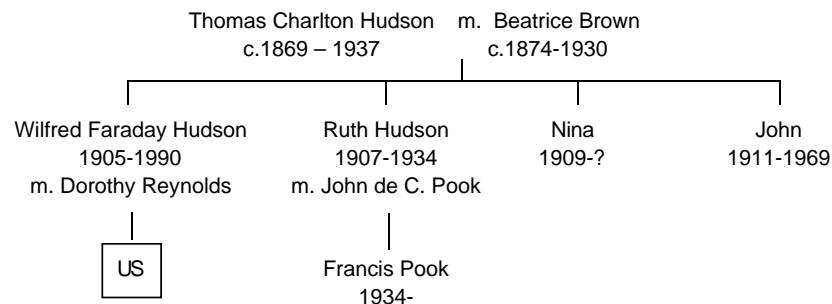 Thomas Charlton Hudson m. Beatrice Brown
c.1869 – 1937 c.1874-1930
Wilfred Faraday Hudson Ruth Hudson Nina John
1905-1990 1907-1934 1909-? 1911-1969
m. Dorothy Reynolds m. John de C. Pook
US Francis Pook
1934-